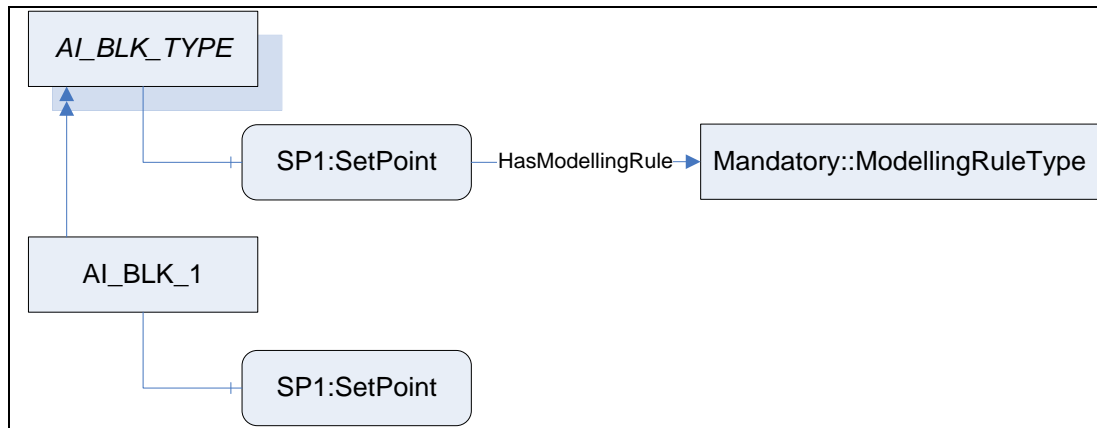 AI_BLK_TYPE
SP1:SetPoint
HasModellingRule
Mandatory::ModellingRuleType
AI_BLK_1
SP1:SetPoint